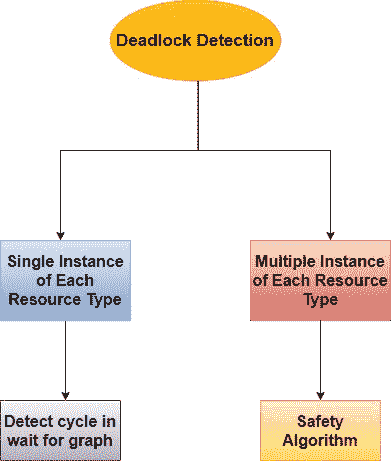 Deadlock Detection
Single Instance
of Each
Resource Type
Multiple Instance
of Each Resource
Type
Detect cycle in
wait for graph
Safety
Algorithm